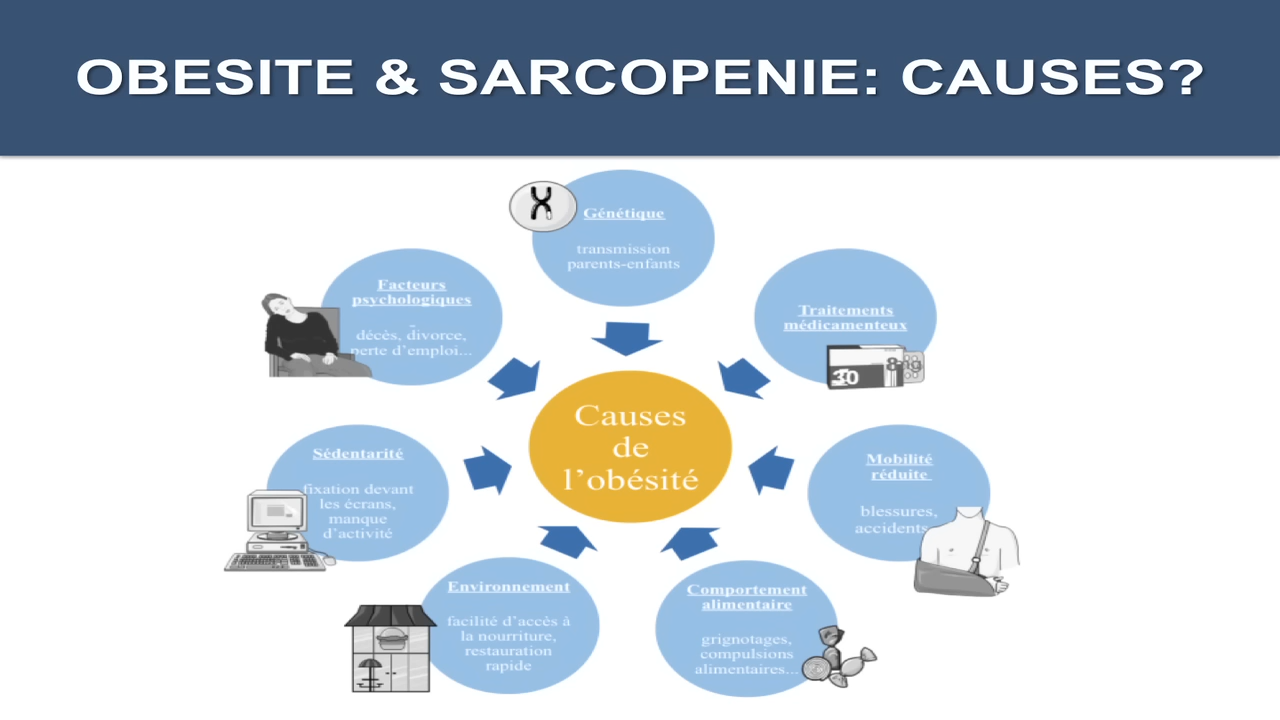 OBESITE & SARCOPENIE: CAUSES?
Génétique
transmission
parents-enfants
Traitements
médicamenteux
30
8mg
Mobilité
réduite
blessures,
accidents
Comportement
alimentaire
grignotages,
compulsions
alimentaires...
Environnement
facilité d’accès à
la nourriture,
restauration
rapide
Sédentarité
fixation devant
les écrans,
manque
d’activité
Facteurs
psychologiques
décès, divorce,
perte d’emploi...
Causes
de
l’obésité